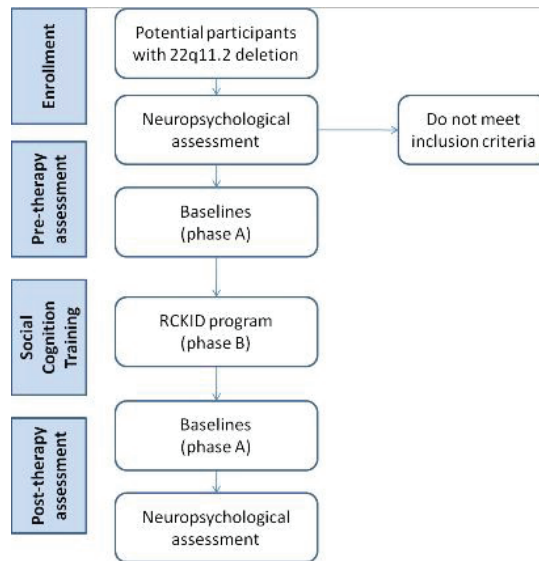 Enrollment
Potential participants
with 22q11.2 deletion
Neuropsychological
assessment
Do not meet
inclusion criteria
Pre-therapy
assessment
Baselines
(phase A)
Social
Cognition
Training
RCKID program
(phase B)
Post-therapy
assessment
Baselines
(phase A)
Neuropsychological
assessment